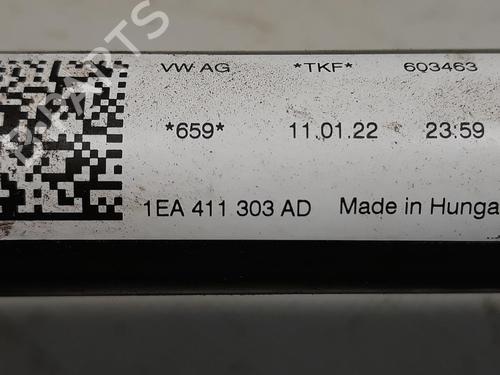 VW AG *TKF* 603463
*659* 11.01.22 23:59
1EA 411 303 AD Made in Hunga